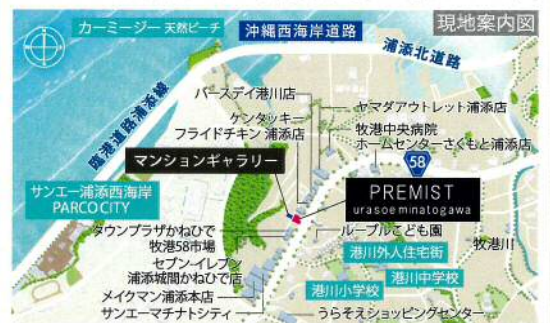 現地案内図
カーミージー 天然ビーチ
沖縄西海岸道路
浦添北道路
臨港道路浦添線
バースデイ港川店
ケンタッキー
フライドチキン 浦添店
ヤマダアウトレット浦添店
牧港中央病院
ホームセンターさくもと浦添店
マンションギャラリー
58
サンエー浦添西海岸
PARCO CITY
PREMIST
urasoe minatogawa
タウンプラザかねひで
牧港58市場
ルーブルこども園
港川外人住宅街
牧港川
セブン-イレブン
浦添城間かねひで店
港川中学校
港川小学校
メイクマン浦添本店
サンエーマチナトシティ
うらそえショッピングセンター